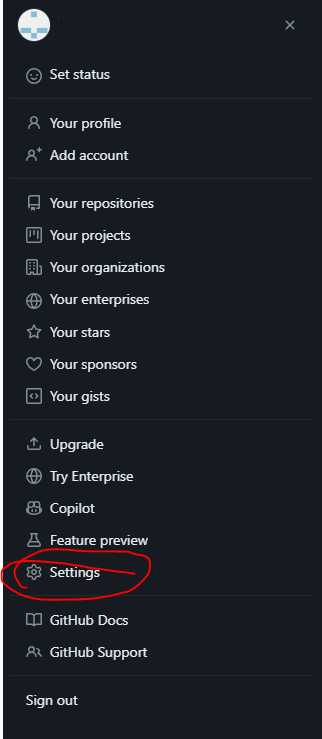 Set status
Your profile
Add account
Your repositories
Your projects
Your organizations
Your enterprises
Your stars
Your sponsors
Your gists
Upgrade
Try Enterprise
Copilot
Feature preview
Settings
GitHub Docs
GitHub Support
Sign out